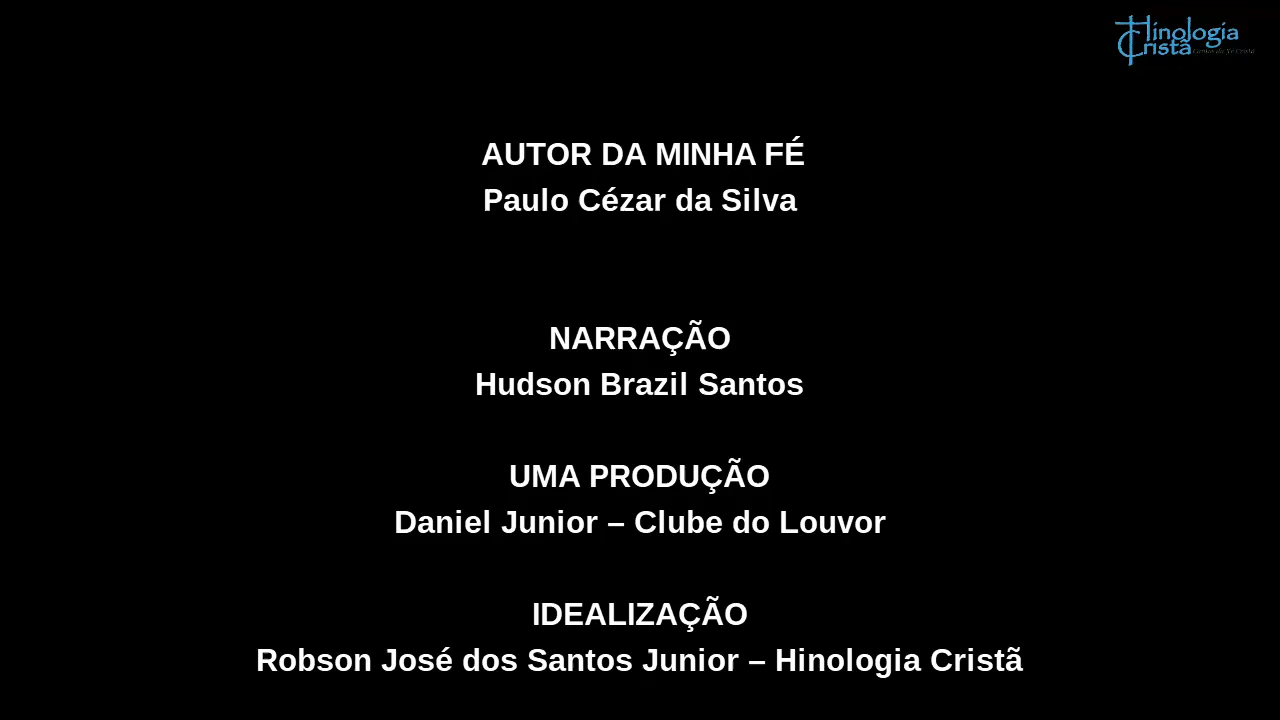 Hinologia
Cristã
AUTOR DA MINHA FÉ
Paulo Cézar da Silva
NARRAÇÃO
Hudson Brazil Santos
UMA PRODUÇÃO
Daniel Junior – Clube do Louvor
IDEALIZAÇÃO
Robson José dos Santos Junior – Hinologia Cristã